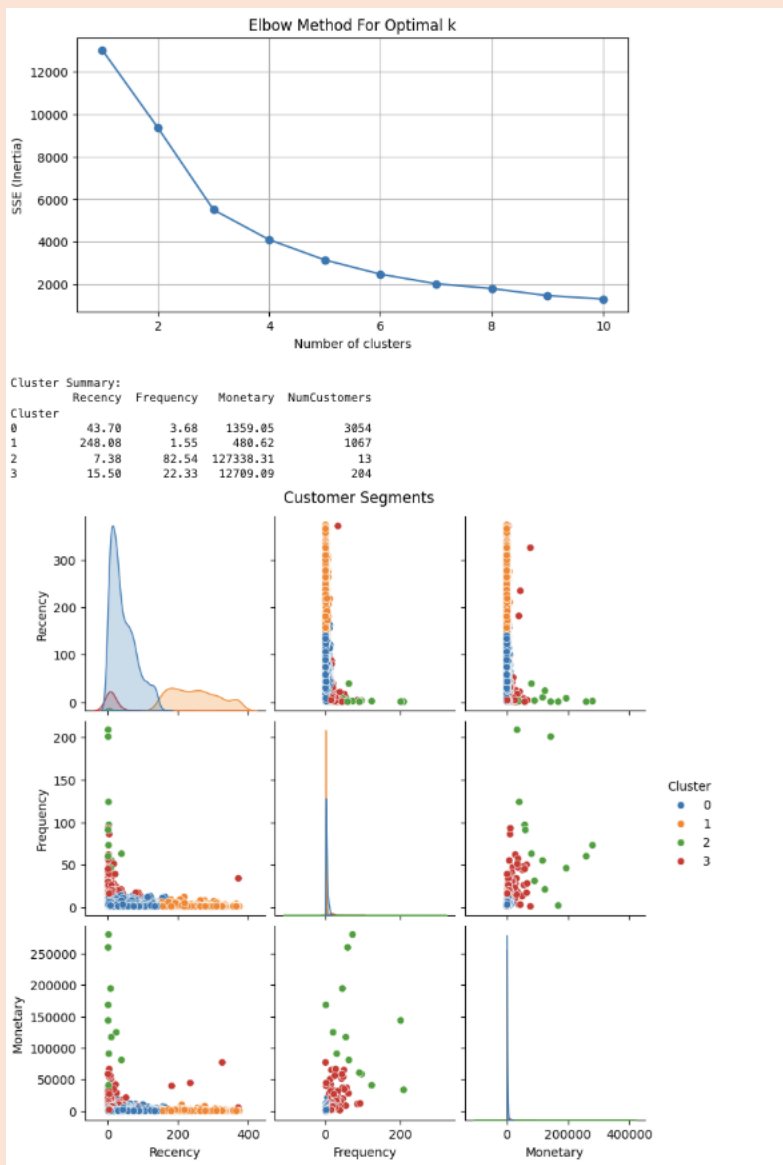 Elbow Method For Optimal k
12000
10000
8000
6000
4000
2000
SSE (Inertia)
2 4 6 8 10
Number of clusters
Cluster Summary:
Recency Frequency Monetary NumCustomers
Cluster
0 43.70 3.68 1359.05 3054
1 248.08 1.55 480.62 1067
2 7.38 82.54 127338.31 13
3 15.50 22.33 12709.09 204
Customer Segments
300
200
100
0
Recency
200
150
100
50
0
Frequency
Cluster
0
1
2
3
250000
200000
150000
100000
50000
0
Monetary
0 200 400
Recency
0 200
Frequency
0 200000 400000
Monetary